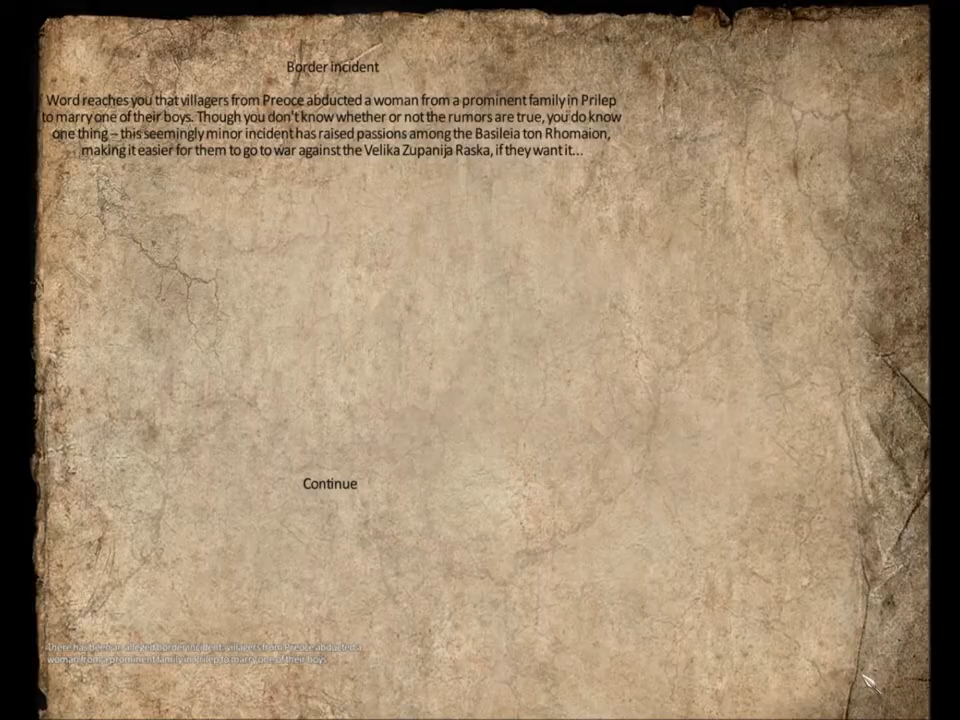 Border incident
Word reaches you that villagers from Preoce abducted a woman from a prominent family in Prilep
to marry one of their boys. Though you don't know whether or not the rumors are true, you do know
one thing – this seemingly minor incident has raised passions among the Basileia ton Rhomaion,
making it easier for them to go to war against the Velika Zupanija Raska, if they want it...
Continue
There has been an alleged border incident: villagers from Preoce abducted a
woman from a prominent family in Prilep to marry one of their boys